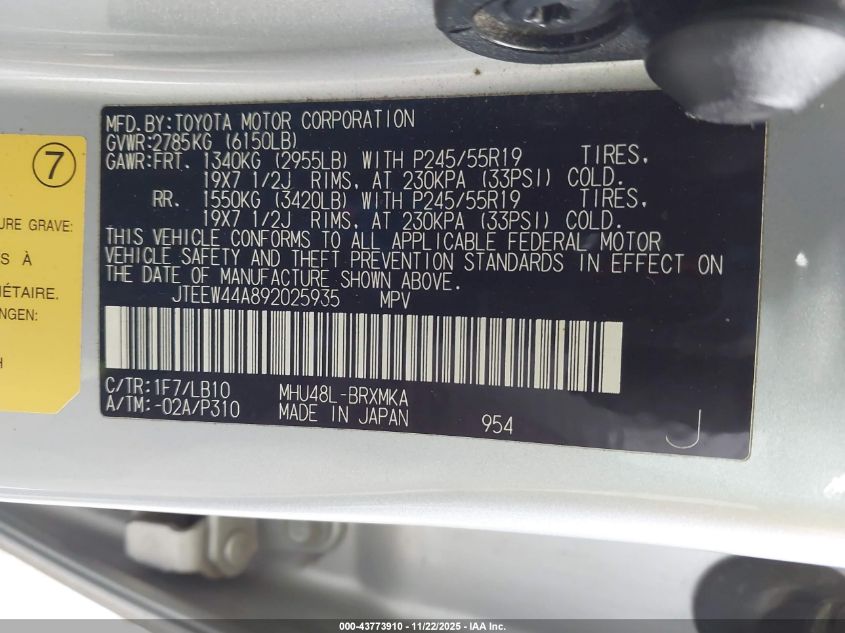 MFD.BY:TOYOTA MOTOR CORPORATION
GVWR:2785KG (6150LB)
GAWR:FRT. 1340KG (2955LB) WITH P245/55R19 TIRES,
19X7 1/2J RIMS, AT 230KPA (33PSI) COLD.
RR. 1550KG (3420LB) WITH P245/55R19 TIRES,
19X7 1/2J RIMS, AT 230KPA (33PSI) COLD.
THIS VEHICLE CONFORMS TO ALL APPLICABLE FEDERAL MOTOR
VEHICLE SAFETY AND THEFT PREVENTION STANDARDS IN EFFECT ON
THE DATE OF MANUFACTURE SHOWN ABOVE.
JTEEW44A892025935 MPV
C/TR:1F7/LB10 MHU48L-BRXMKA
A/TM:-02A/P310 MADE IN JAPAN 954 J
7
URE GRAVE:
S À
IÉTAIRE.
NGEN:
H
000-43773910 - 11/22/2025 - IAA Inc.